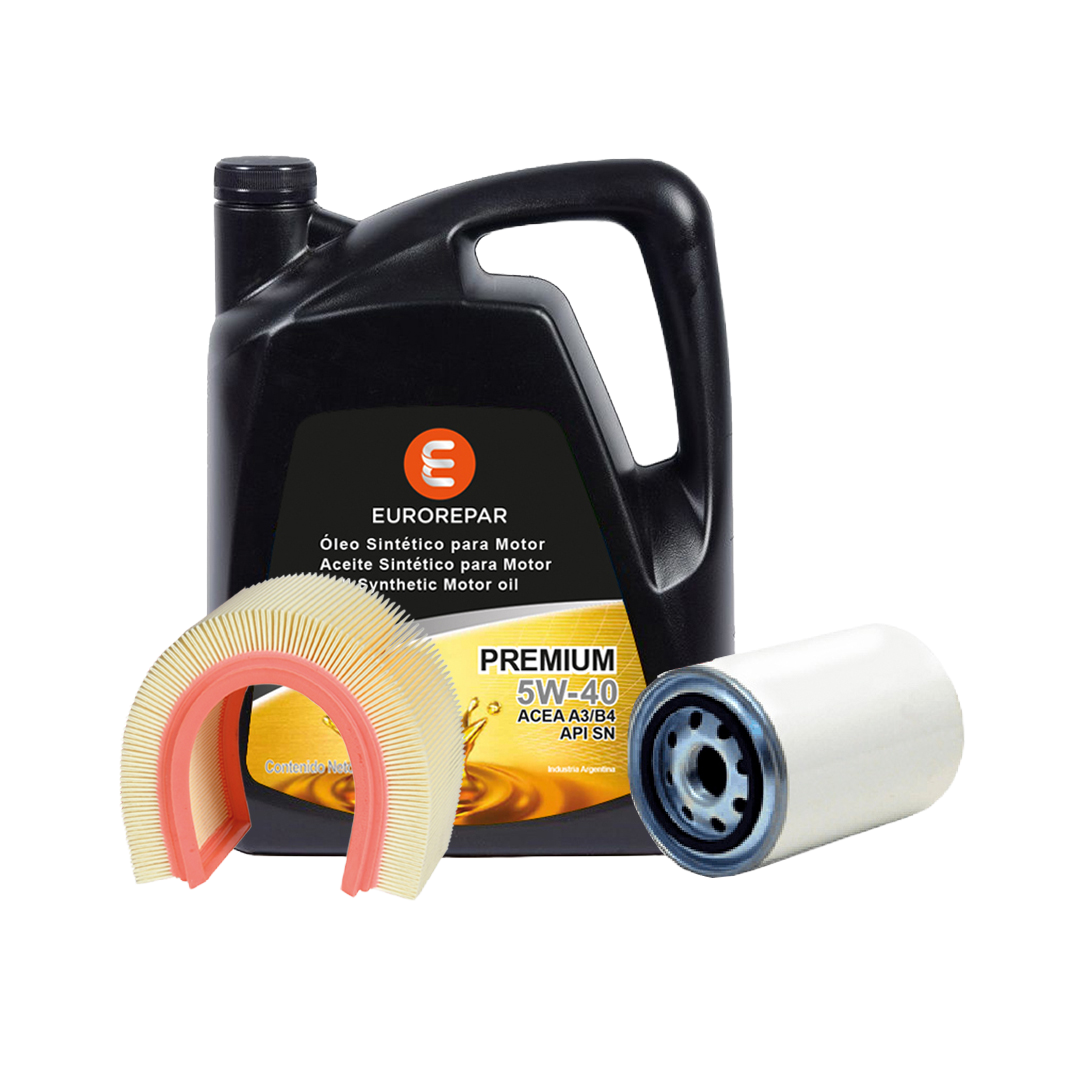 EUROREPAR
Óleo Sintético para Motor
Aceite Sintético para Motor
Synthetic Motor oil
PREMIUM
5W-40
ACEA A3/B4
API SN
Contenido
Industria Argentina